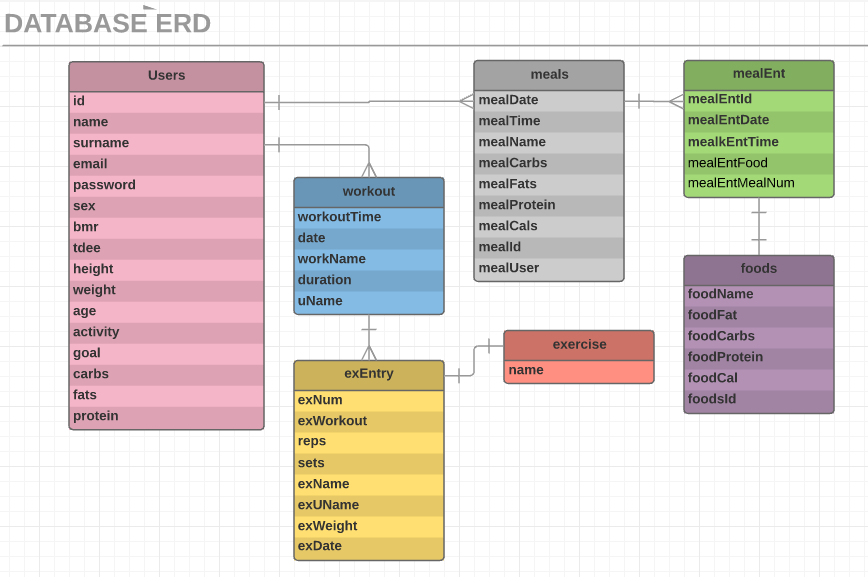 DATABASE ERD
Users
id
name
surname
email
password
sex
bmr
tdee
height
weight
age
activity
goal
carbs
fats
protein
workout
workoutTime
date
workName
duration
uName
exEntry
exNum
exWorkout
reps
sets
exName
exUName
exWeight
exDate
meals
mealDate
mealTime
mealName
mealCarbs
mealFats
mealProtein
mealCals
mealId
mealUser
exercise
name
mealEnt
mealEntId
mealEntDate
mealkEntTime
mealEntFood
mealEntMealNum
foods
foodName
foodFat
foodCarbs
foodProtein
foodCal
foodsId